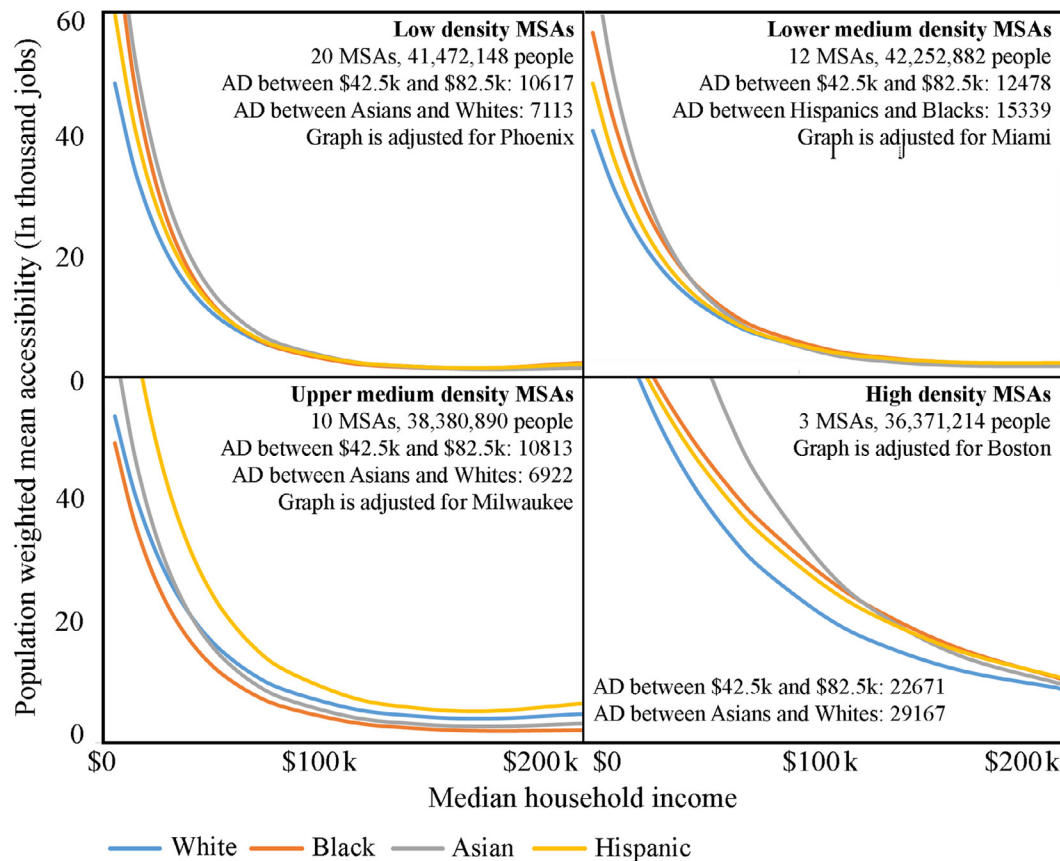 Population weighted mean accessibility (In thousand jobs)
60
40
20
0
Low density MSAs
20 MSAs, 41,472,148 people
AD between $42.5k and $82.5k: 10617
AD between Asians and Whites: 7113
Graph is adjusted for Phoenix
Lower medium density MSAs
12 MSAs, 42,252,882 people
AD between $42.5k and $82.5k: 12478
AD between Hispanics and Blacks: 15339
Graph is adjusted for Miami
40
20
0
Upper medium density MSAs
10 MSAs, 38,380,890 people
AD between $42.5k and $82.5k: 10813
AD between Asians and Whites: 6922
Graph is adjusted for Milwaukee
High density MSAs
3 MSAs, 36,371,214 people
Graph is adjusted for Boston
AD between $42.5k and $82.5k: 22671
AD between Asians and Whites: 29167
$0 $100k $200k $0 $100k $200k
Median household income
White Black Asian Hispanic